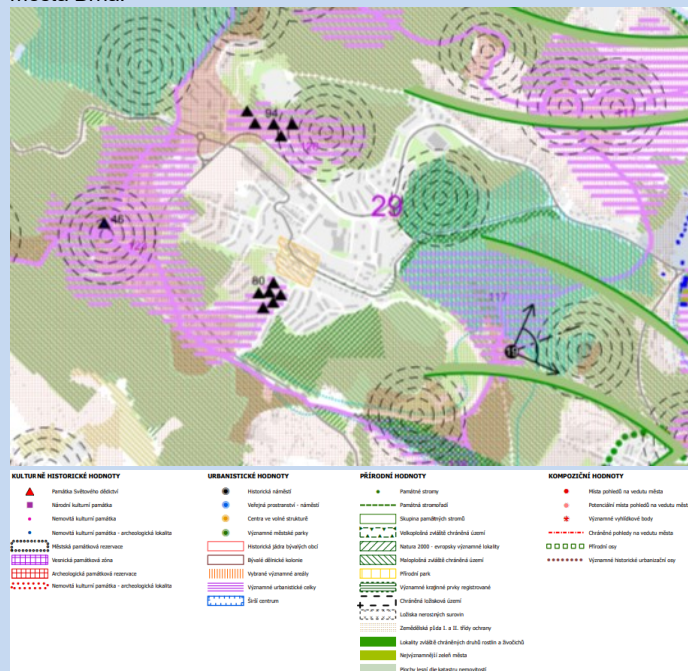 města Brna.
94
46
29
80
117
19
KULTURNĚ HISTORICKÉ HODNOTY
Památka Světového dědictví
Národní kulturní památka
Nemovitá kulturní památka
Nemovitá kulturní památka - archeologická lokalita
Městská památková rezervace
Vesnická památková zóna
Archeologická památková rezervace
Nemovitá kulturní památka - archeologická lokalita
URBANISTICKÉ HODNOTY
Historická náměstí
Veřejná prostranství - náměstí
Centra ve volné struktuře
Významné městské parky
Historická jádra bývalých obcí
Bývalé dělnické kolonie
Vybrané významné areály
Významné urbanistické celky
Širší centrum
PŘÍRODNÍ HODNOTY
Památné stromy
Památné stromořadí
Skupina památných stromů
Velkoplošná zvláště chráněná území
Natura 2000 - evropsky významné lokality
Maloplošná zvláště chráněná území
Přírodní park
Významné krajinné prvky registrované
Chráněná ložisková území
Ložiska nerostných surovin
Zemědělská půda I. a II. třídy ochrany
Lokality zvláště chráněných druhů rostlin a živočichů
Nejvýznamnější zeleň města
Plochy lesů dle katastru nemovitostí
KOMPOZIČNÍ HODNOTY
Místa pohledů na vedutu města
Potenciální místa pohledů na vedutu měst
Významné vyhlídkové body
Chráněné pohledy na vedutu města
Přírodní osy
Významné historické urbanizační osy